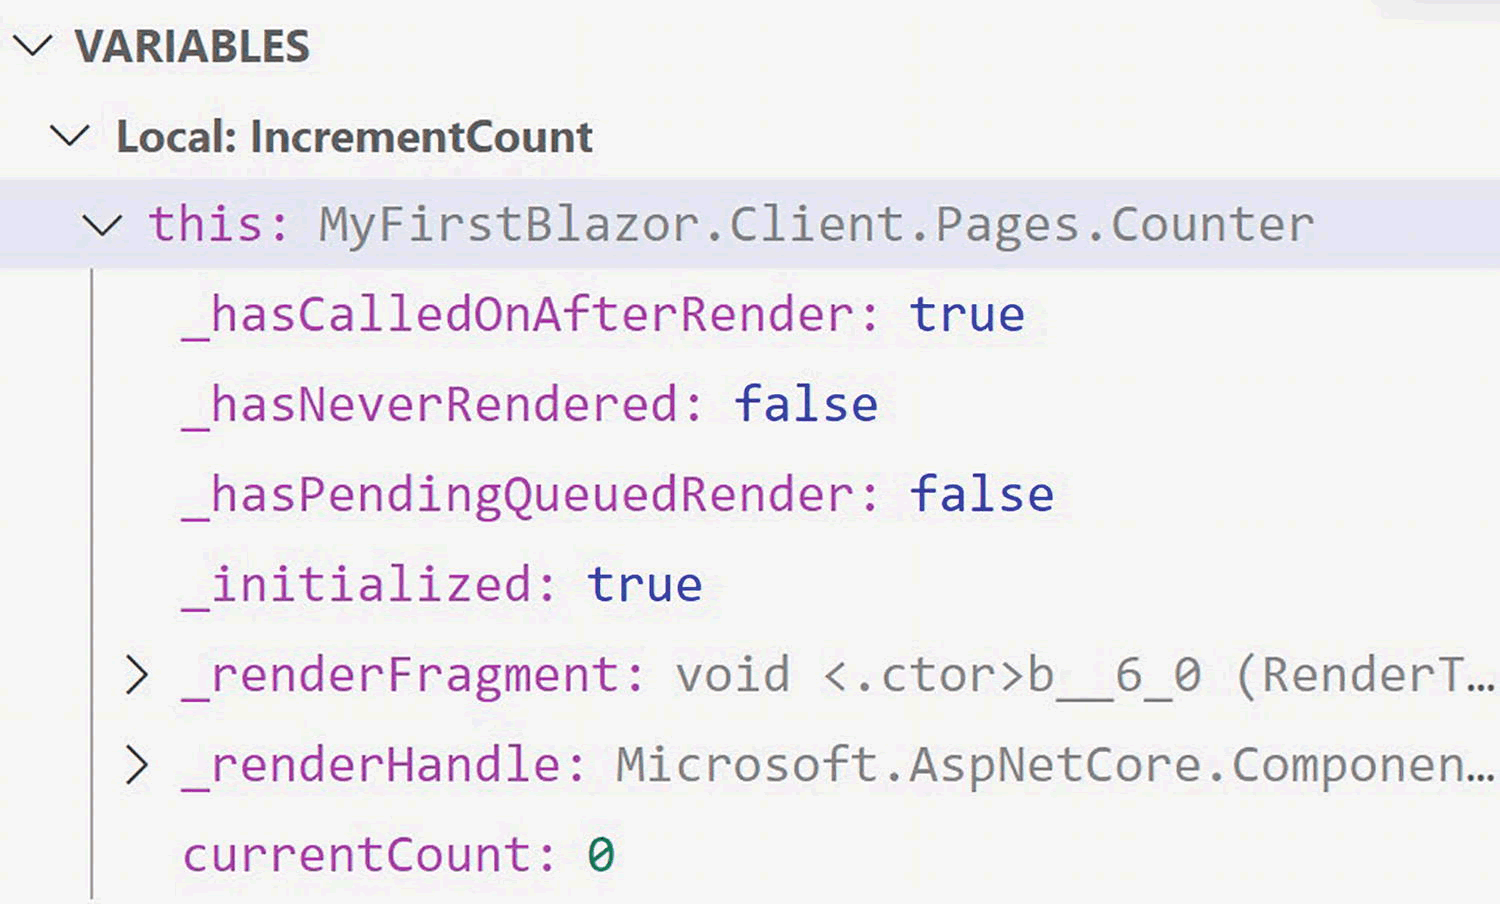 VARIABLES
Local: IncrementCount
this: MyFirstBlazor.Client.Pages.Counter
_hasCalledOnAfterRender: true
_hasNeverRendered: false
_hasPendingQueuedRender: false
_initialized: true
_renderFragment: void <.ctor>b__6_0 (RenderT…
_renderHandle: Microsoft.AspNetCore.Componen…
currentCount: 0